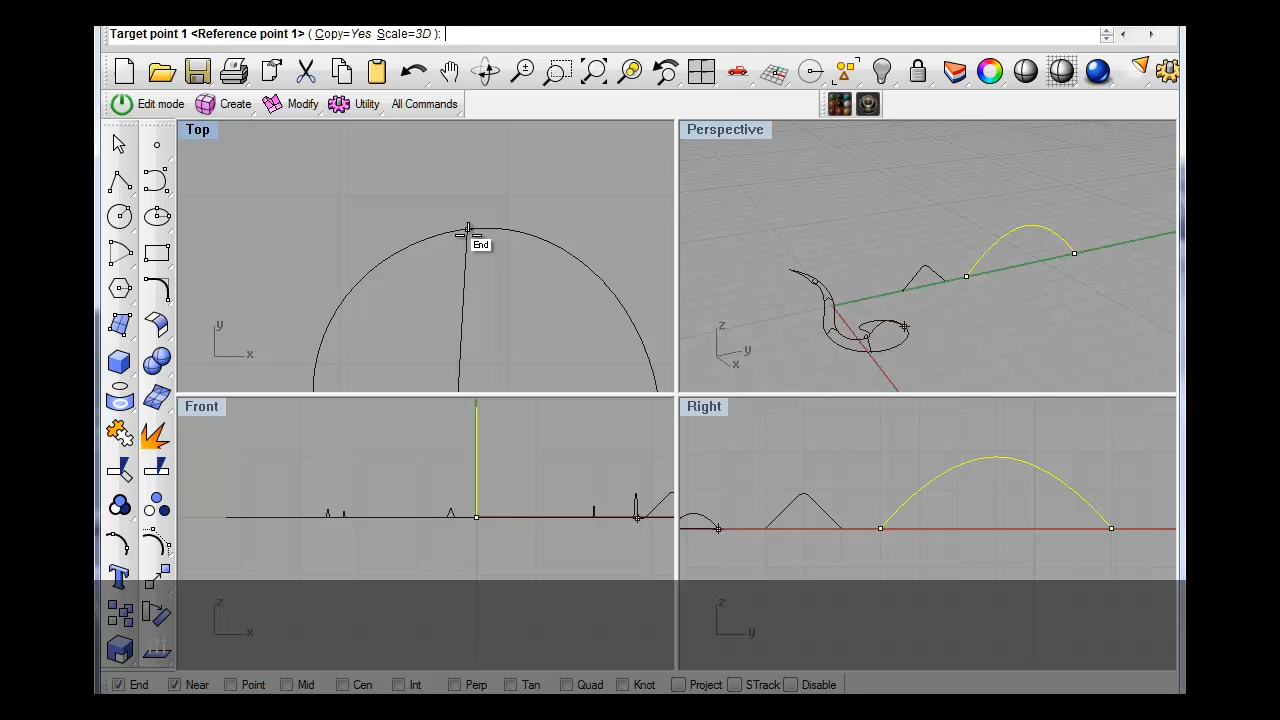 Target point 1 <Reference point 1> ( Copy=Yes Scale=3D ):
Edit mode Create Modify Utility All Commands
Top
Perspective
End
y
x
z
y
x
Front
Right
z
x
z
y
End Near Point Mid Cen Int Perp Tan Quad Knot Project STrack Disable